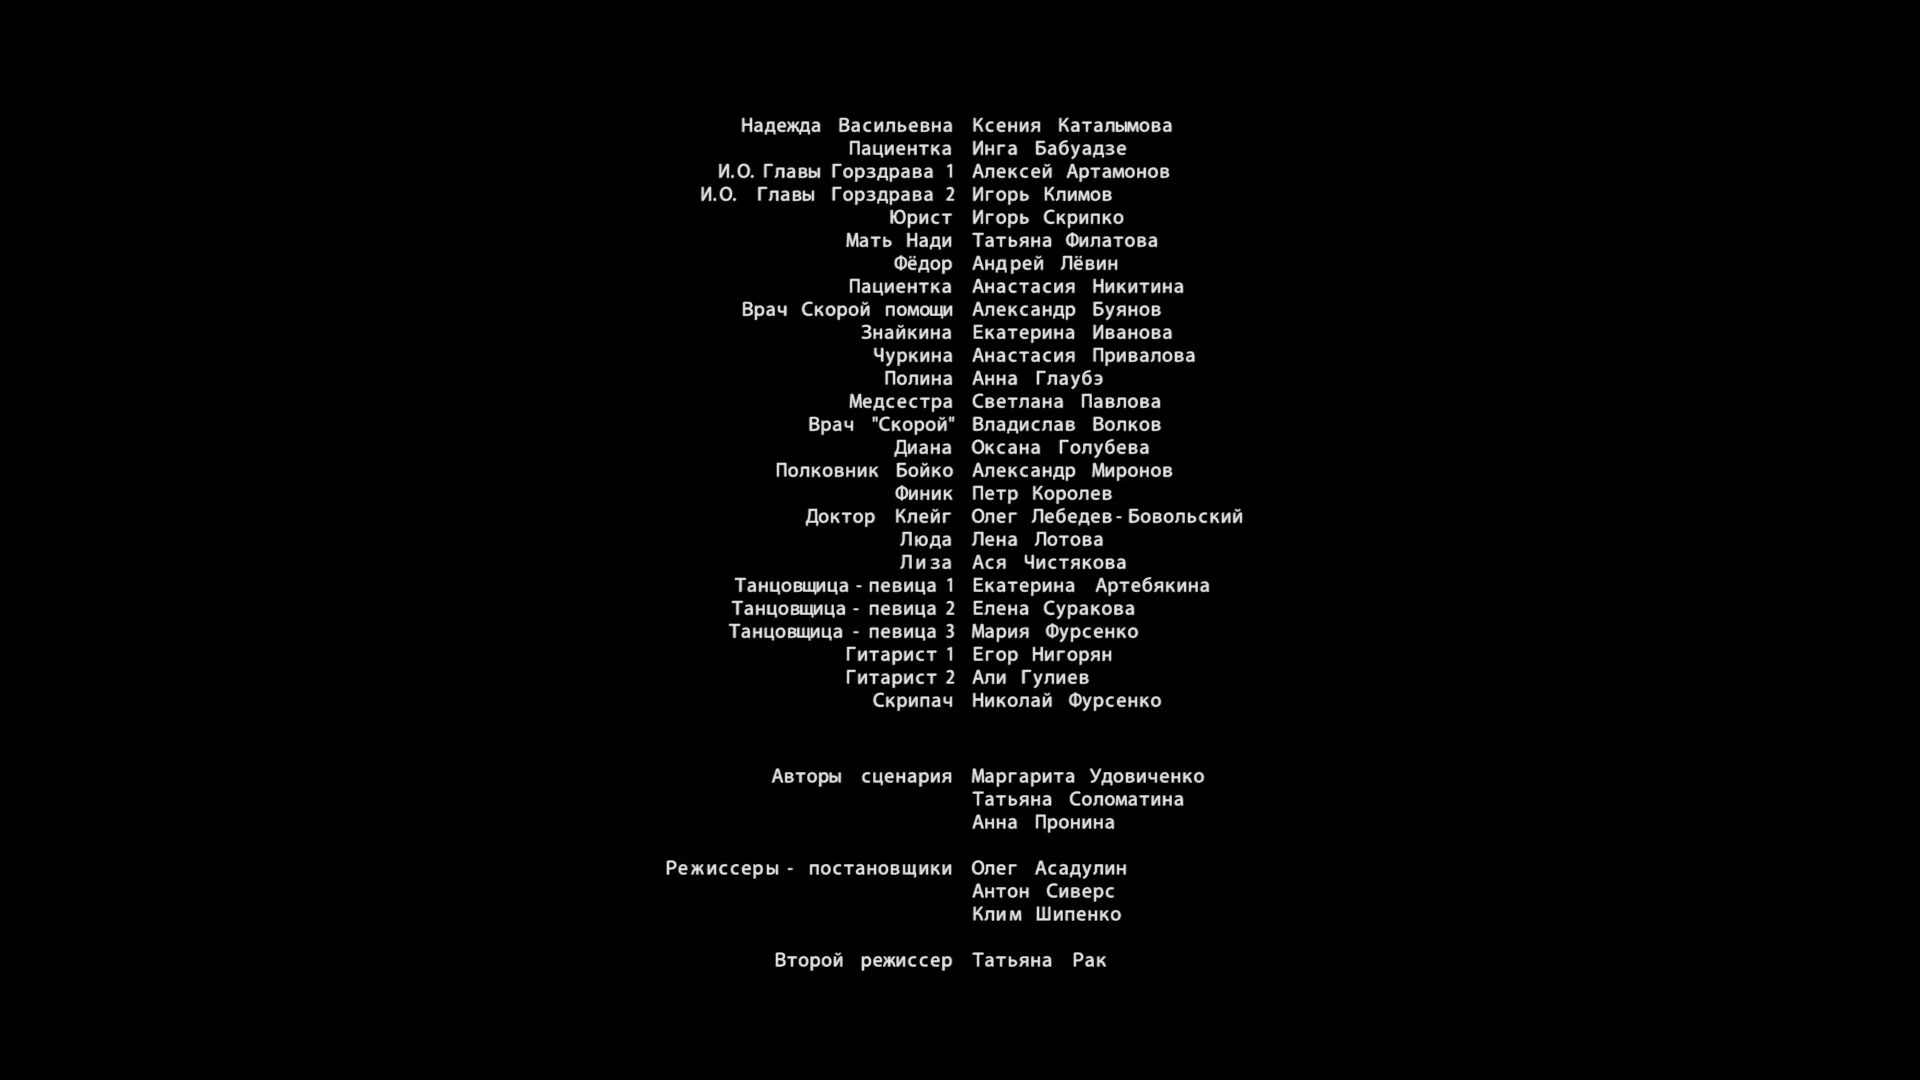 Надежда Васильевна Ксения Каталымова
Пациентка Инга Бабуадзе
И.О. Главы Горздрава 1 Алексей Артамонов
И.О. Главы Горздрава 2 Игорь Климов
Юрист Игорь Скрипко
Мать Нади Татьяна Филатова
Фёдор Андрей Лёвин
Пациентка Анастасия Никитина
Врач Скорой помощи Александр Буянов
Знайкина Екатерина Иванова
Чуркина Анастасия Привалова
Полина Анна Глаубэ
Медсестра Светлана Павлова
Врач "Скорой" Владислав Волков
Диана Оксана Голубева
Полковник Бойко Александр Миронов
Финик Петр Королев
Доктор Клейг Олег Лебедев-Бовольский
Люда Лена Лотова
Лиза Ася Чистякова
Танцовщица - певица 1 Екатерина Артебякина
Танцовщица - певица 2 Елена Суракова
Танцовщица - певица 3 Мария Фурсенко
Гитарист 1 Егор Нигорян
Гитарист 2 Али Гулиев
Скрипач Николай Фурсенко
Авторы сценария Маргарита Удовиченко
Татьяна Соломатина
Анна Пронина
Режиссеры - постановщики Олег Асадулин
Антон Сиверс
Клим Шипенко
Второй режиссер Татьяна Рак